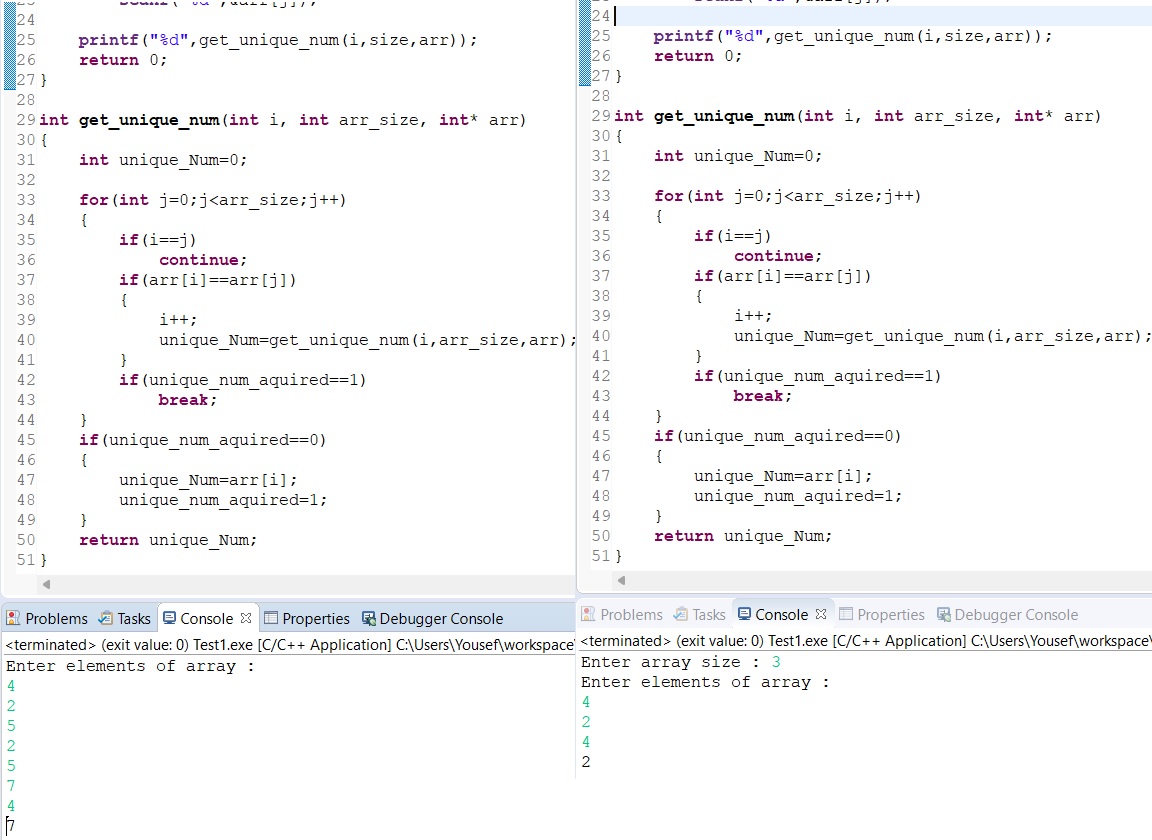 24
25 printf("%d",get_unique_num(i,size,arr));
26 return 0;
27 }
28
29 int get_unique_num(int i, int arr_size, int* arr)
30 {
31 int unique_Num=0;
32
33 for(int j=0;j<arr_size;j++)
34 {
35 if(i==j)
36 continue;
37 if(arr[i]==arr[j])
38 {
39 i++;
40 unique_Num=get_unique_num(i,arr_size,arr);
41 }
42 if(unique_num_aquired==1)
43 break;
44 }
45 if(unique_num_aquired==0)
46 {
47 unique_Num=arr[i];
48 unique_num_aquired=1;
49 }
50 return unique_Num;
51 }
Problems Tasks Console Properties Debugger Console
<terminated> (exit value: 0) Test1.exe [C/C++ Application] C:\Users\Yousef\workspace
Enter elements of array :
4
2
5
2
5
7
4
7
24
25 printf("%d",get_unique_num(i,size,arr));
26 return 0;
27 }
28
29 int get_unique_num(int i, int arr_size, int* arr)
30 {
31 int unique_Num=0;
32
33 for(int j=0;j<arr_size;j++)
34 {
35 if(i==j)
36 continue;
37 if(arr[i]==arr[j])
38 {
39 i++;
40 unique_Num=get_unique_num(i,arr_size,arr);
41 }
42 if(unique_num_aquired==1)
43 break;
44 }
45 if(unique_num_aquired==0)
46 {
47 unique_Num=arr[i];
48 unique_num_aquired=1;
49 }
50 return unique_Num;
51 }
Problems Tasks Console Properties Debugger Console
<terminated> (exit value: 0) Test1.exe [C/C++ Application] C:\Users\Yousef\workspace\
Enter array size : 3
Enter elements of array :
4
2
4
2